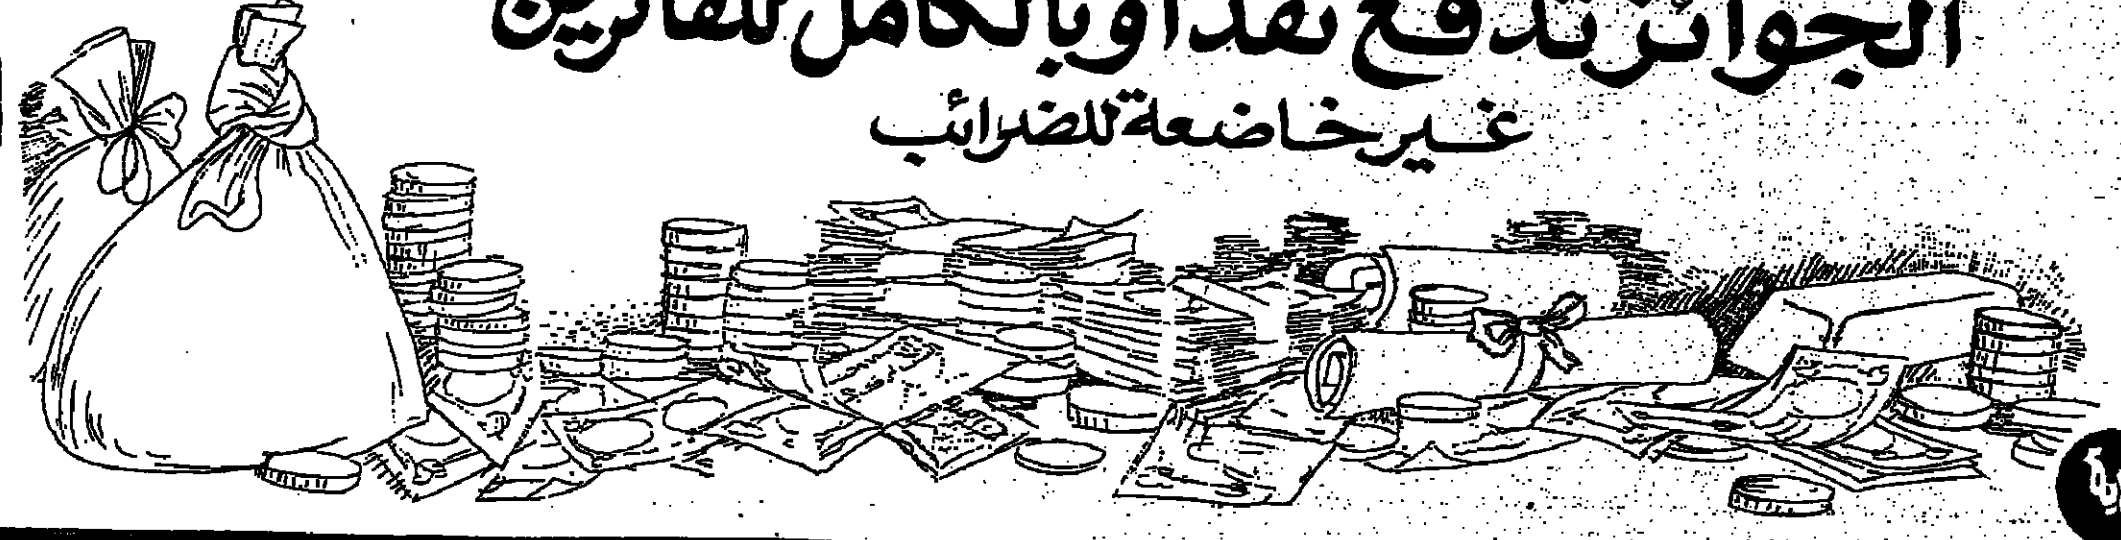 الجوائز تدفع نقدا وبالكامل للفائزين
غير خاضعة للضرائب